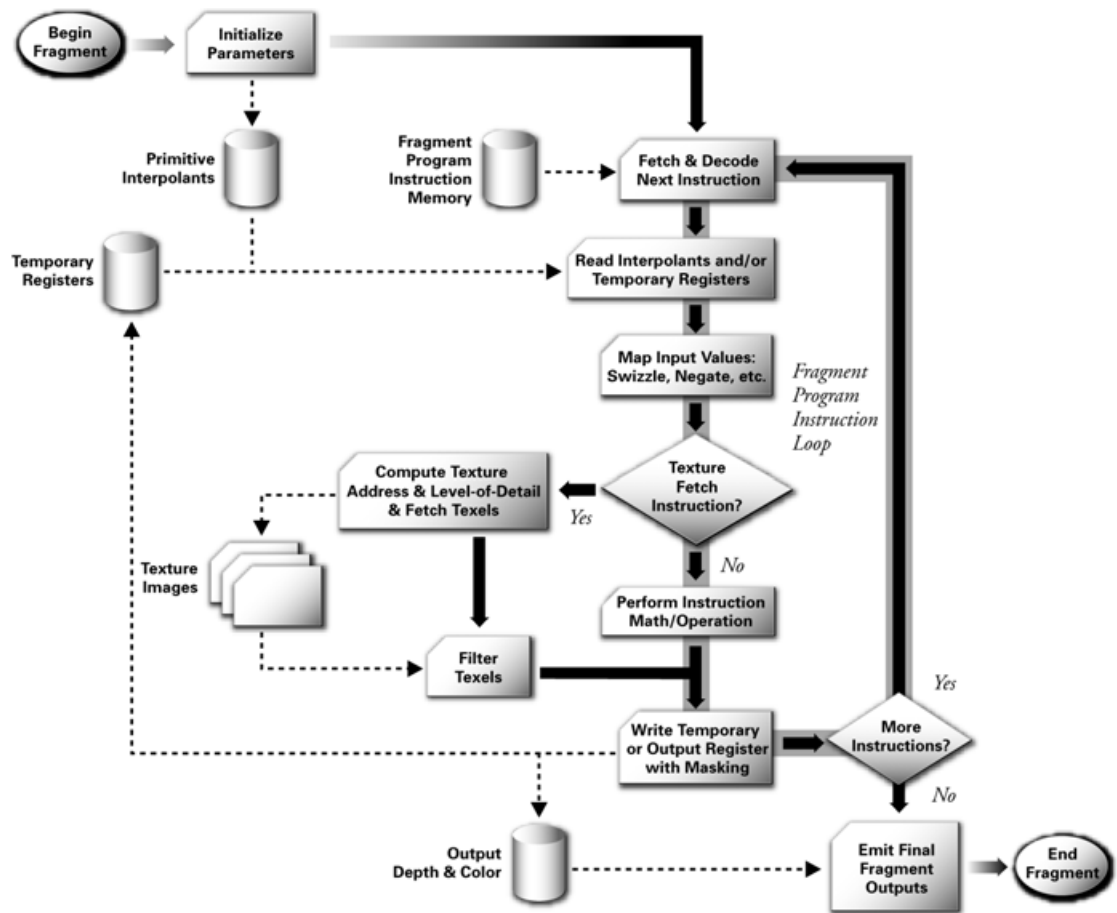 Begin
Fragment
Initialize
Parameters
Primitive
Interpolants
Fragment
Program
Instruction
Memory
Fetch & Decode
Next Instruction
Temporary
Registers
Read Interpolants and/or
Temporary Registers
Map Input Values:
Swizzle, Negate, etc.
Fragment
Program
Instruction
Loop
Compute Texture
Address & Level-of-Detail
& Fetch Texels
Texture
Fetch
Instruction?
Yes
No
Texture
Images
Perform Instruction
Math/Operation
Filter
Texels
Yes
Write Temporary
or Output Register
with Masking
More
Instructions?
No
Output
Depth & Color
Emit Final
Fragment
Outputs
End
Fragment